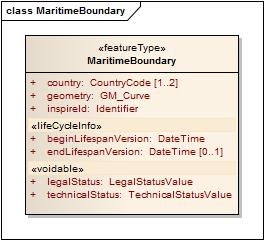 class MaritimeBoundary
«featureType»
MaritimeBoundary
+ country: CountryCode [1..2]
+ geometry: GM_Curve
+ inspireId: Identifier
«lifeCycleInfo»
+ beginLifespanVersion: DateTime
+ endLifespanVersion: DateTime [0..1]
«voidable»
+ legalStatus: LegalStatusValue
+ technicalStatus: TechnicalStatusValue